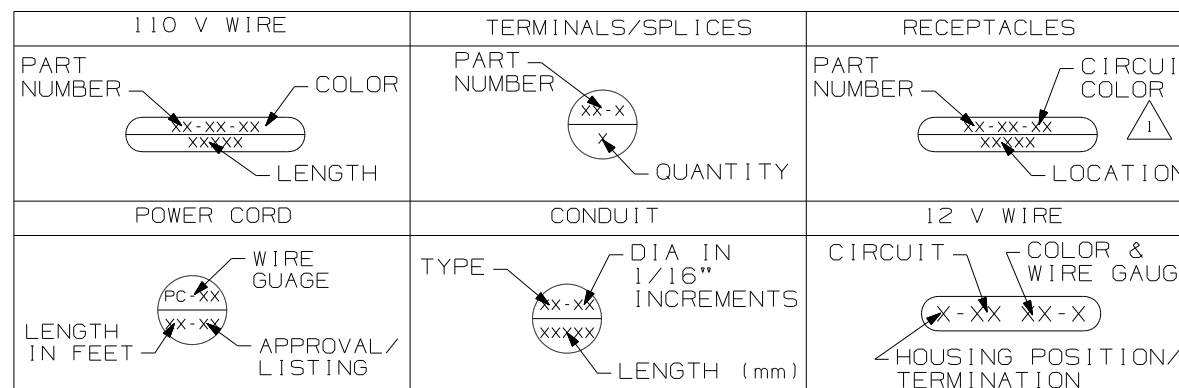 110 V WIRE
PART
NUMBER
COLOR
XX-XX-XX
XXXXX
LENGTH
TERMINALS/SPLICES
PART
NUMBER
XX-X
X
QUANTITY
RECEPTACLES
PART
NUMBER
CIRCUI
COLOR
1
XX-XX-XX
XXXXX
LOCATION
POWER CORD
WIRE
GUAGE
PC-XX
XX-XX
LENGTH
IN FEET
APPROVAL/
LISTING
CONDUIT
TYPE
DIA IN
1/16"
INCREMENTS
XX-XX
XXXXX
LENGTH (mm)
12 V WIRE
CIRCUIT
COLOR &
WIRE GAUG
X-XX XX-X
HOUSING POSITION/
TERMINATION